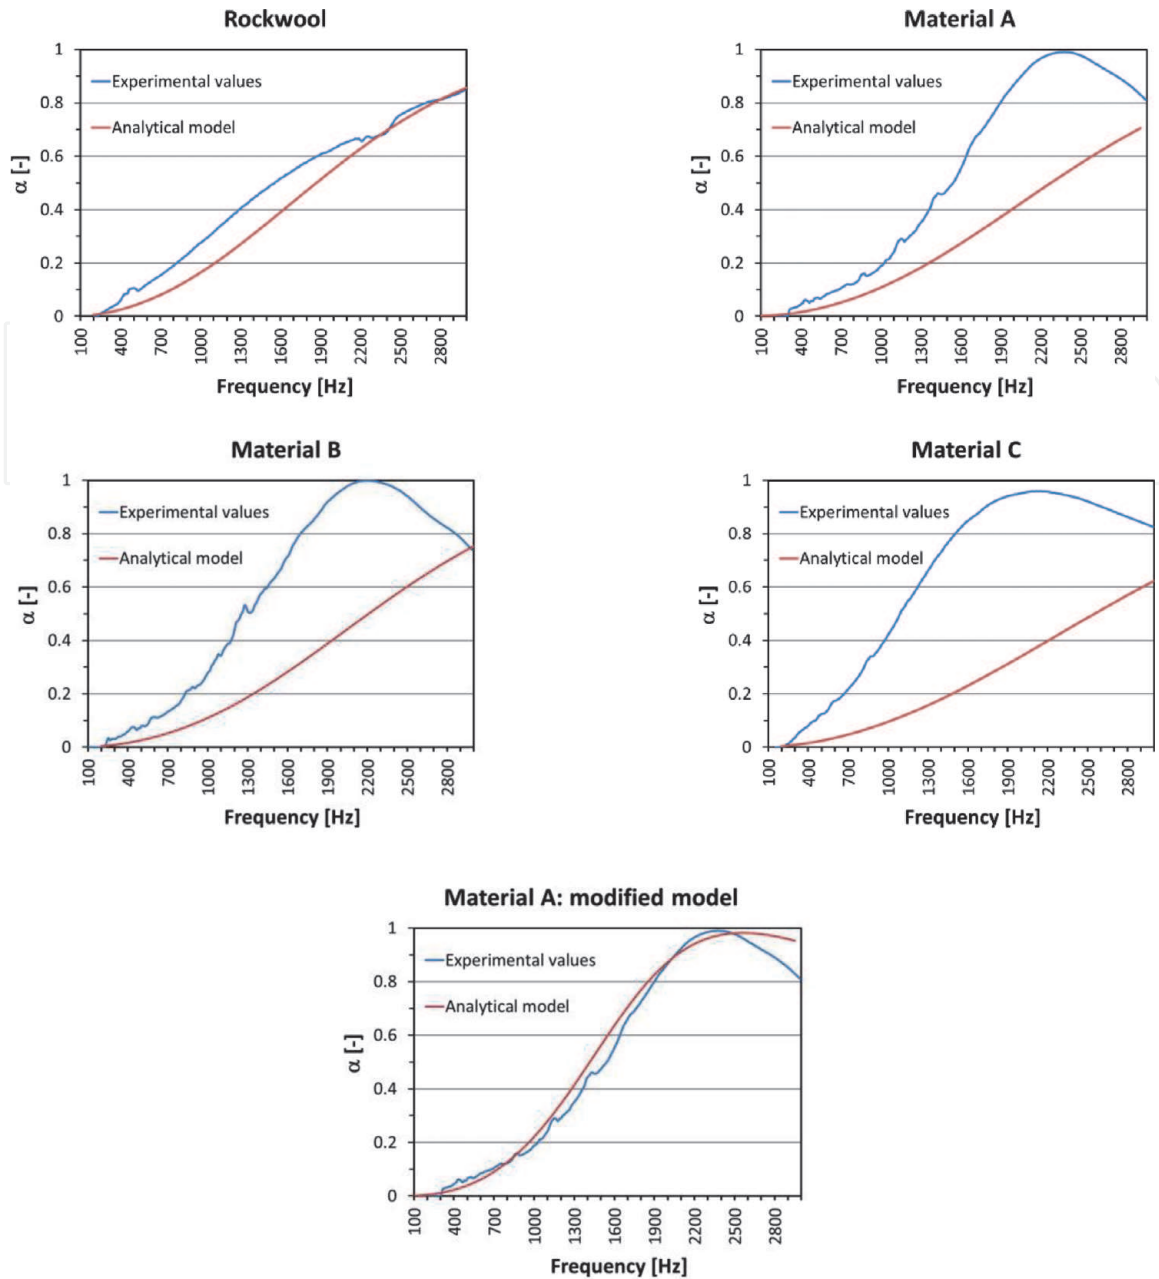 Rockwool
1
0.8
0.6
0.4
0.2
0
α [-]
Experimental values
Analytical model
100 400 700 1000 1300 1600 1900 2200 2500 2800
Frequency [Hz]
Material A
1
0.8
0.6
0.4
0.2
0
α [-]
Experimental values
Analytical model
100 400 700 1000 1300 1600 1900 2200 2500 2800
Frequency [Hz]
Material B
1
0.8
0.6
0.4
0.2
0
α [-]
Experimental values
Analytical model
100 400 700 1000 1300 1600 1900 2200 2500 2800
Frequency [Hz]
Material C
1
0.8
0.6
0.4
0.2
0
α [-]
Experimental values
Analytical model
100 400 700 1000 1300 1600 1900 2200 2500 2800
Frequency [Hz]
Material A: modified model
1
0.8
0.6
0.4
0.2
0
α [-]
Experimental values
Analytical model
100 400 700 1000 1300 1600 1900 2200 2500 2800
Frequency [Hz]